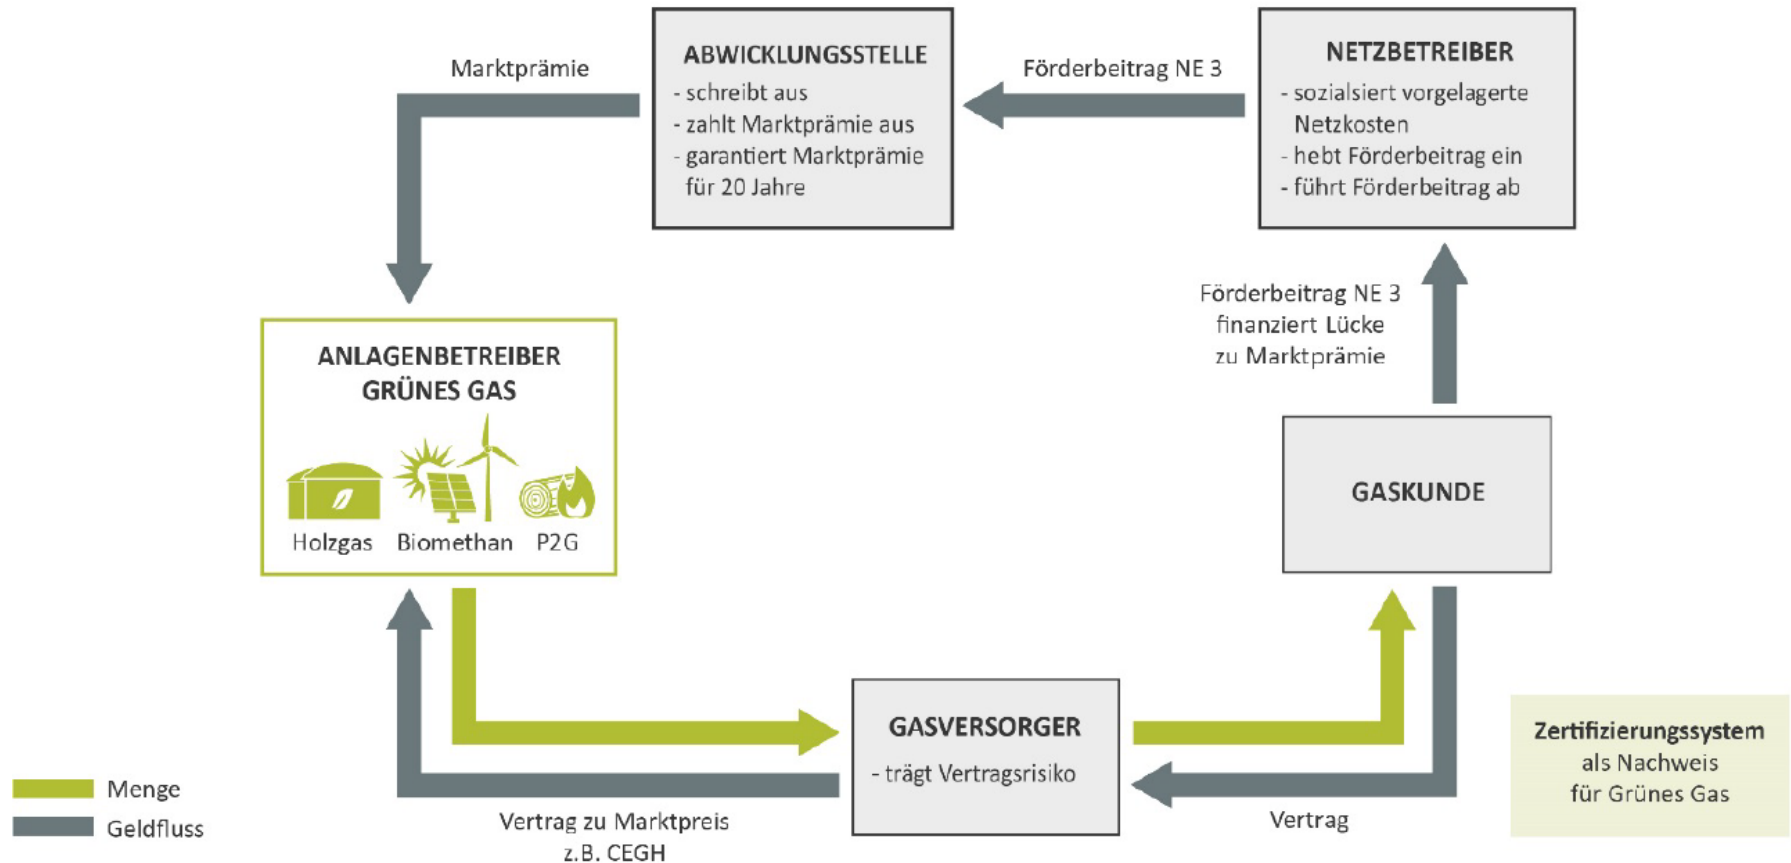 Marktprämie
ABWICKLUNGSSTELLE
- schreibt aus
- zahlt Marktprämie aus
- garantiert Marktprämie
für 20 Jahre
Förderbeitrag NE 3
NETZBETREIBER
- sozialsiert vorgelagerte
Netzkosten
- hebt Förderbeitrag ein
- führt Förderbeitrag ab
Förderbeitrag NE 3
finanziert Lücke
zu Marktprämie
ANLAGENBETREIBER
GRÜNES GAS
Holzgas Biomethan P2G
GASKUNDE
GASVERSORGER
- trägt Vertragsrisiko
Zertifizierungssystem
als Nachweis
für Grünes Gas
Menge
Geldfluss
Vertrag zu Marktpreis
z.B. CEGH
Vertrag